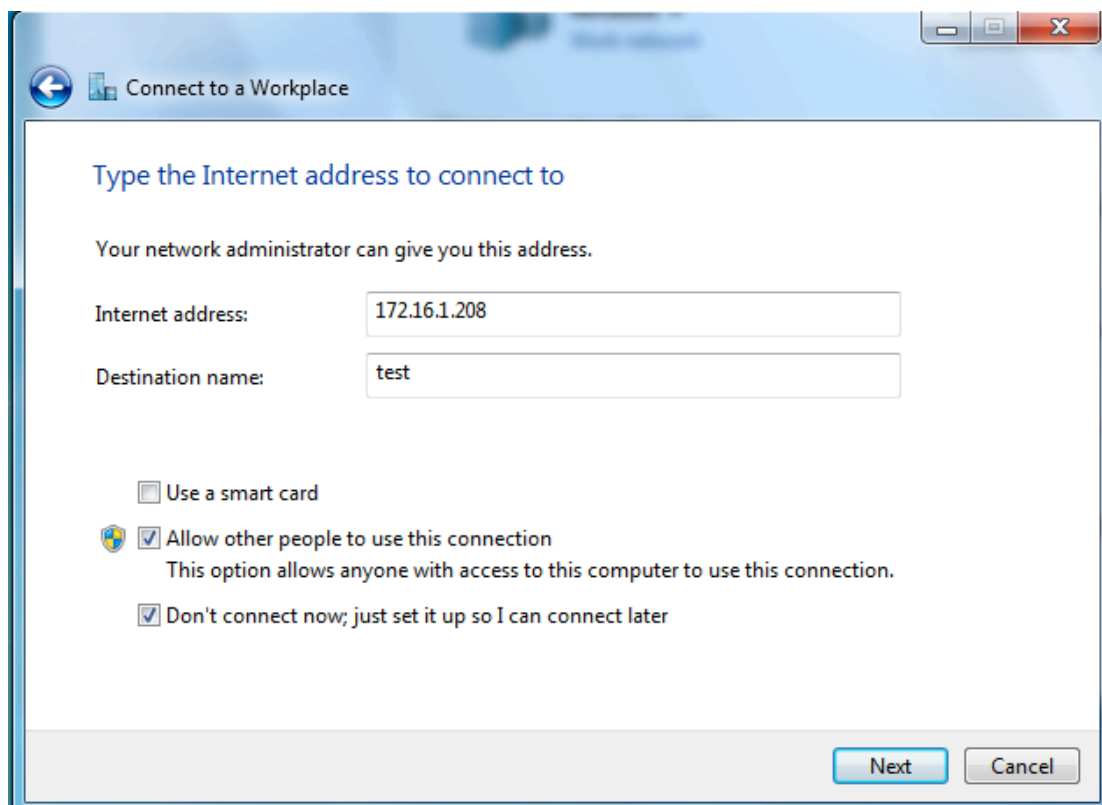 Work network
Connect to a Workplace
Type the Internet address to connect to
Your network administrator can give you this address.
Internet address:
172.16.1.208
Destination name:
test
Use a smart card
Allow other people to use this connection
This option allows anyone with access to this computer to use this connection.
Don't connect now; just set it up so I can connect later
Next
Cancel